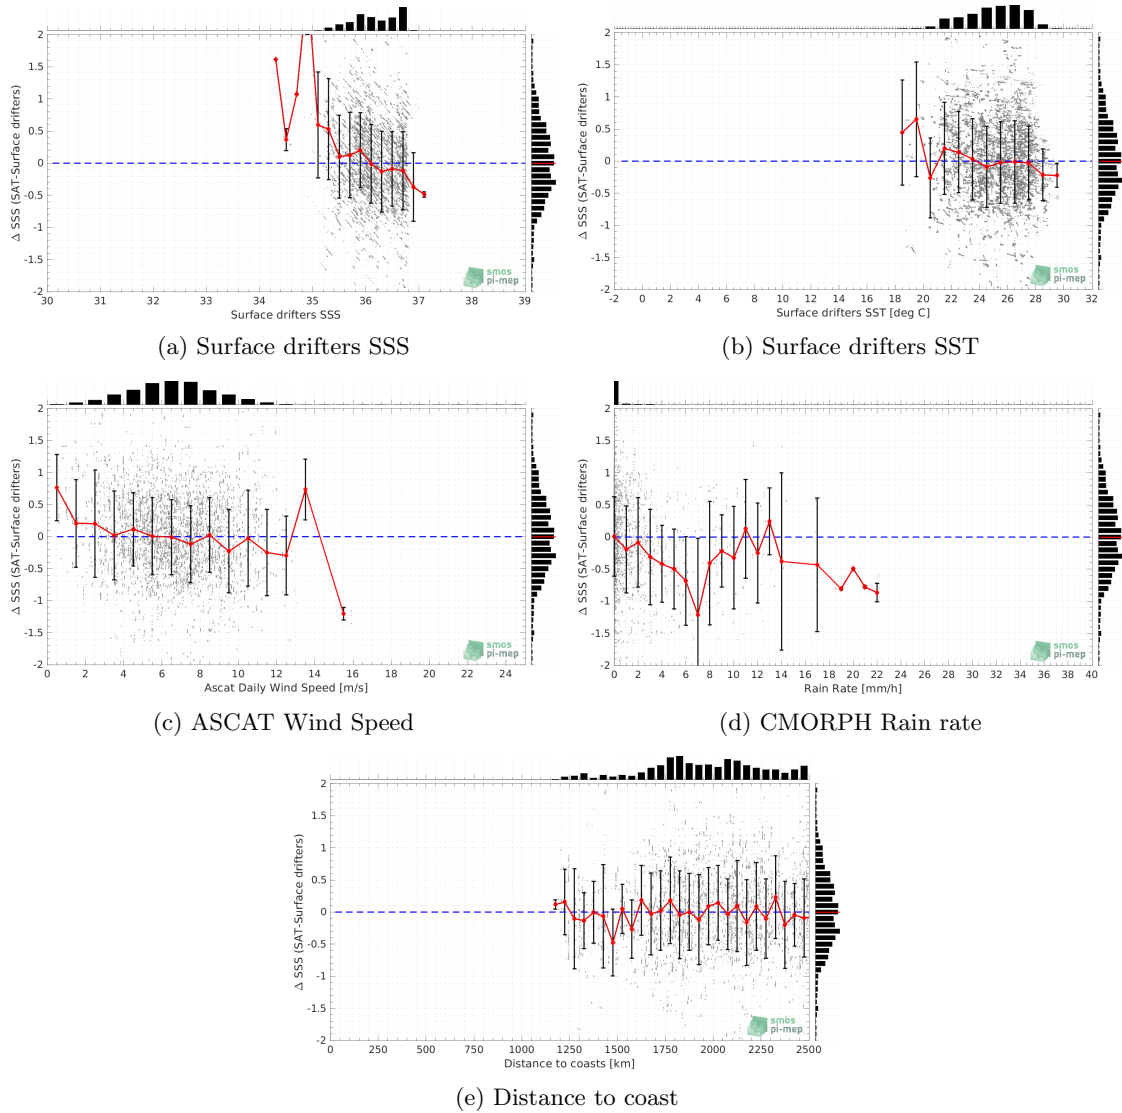 2
1.5
1
0.5
0
-0.5
-1
-1.5
-2
Δ SSS (SAT-Surface drifters)
30 31 32 33 34 35 36 37 38 39
Surface drifters SSS
smos
pi-mep
(a) Surface drifters SSS
2
1.5
1
0.5
0
-0.5
-1
-1.5
-2
Δ SSS (SAT-Surface drifters)
-2 0 2 4 6 8 10 12 14 16 18 20 22 24 26 28 30 32
Surface drifters SST [deg C]
smos
pi-mep
(b) Surface drifters SST
2
1.5
1
0.5
0
-0.5
-1
-1.5
-2
Δ SSS (SAT-Surface drifters)
0 2 4 6 8 10 12 14 16 18 20 22 24
Ascat Daily Wind Speed [m/s]
smos
pi-mep
(c) ASCAT Wind Speed
2
1.5
1
0.5
0
-0.5
-1
-1.5
-2
Δ SSS (SAT-Surface drifters)
0 2 4 6 8 10 12 14 16 18 20 22 24 26 28 30 32 34 36 38 40
Rain Rate [mm/h]
smos
pi-mep
(d) CMORPH Rain rate
2
1.5
1
0.5
0
-0.5
-1
-1.5
-2
Δ SSS (SAT-Surface drifters)
0 250 500 750 1000 1250 1500 1750 2000 2250 2500
Distance to coasts [km]
smos
pi-mep
(e) Distance to coast